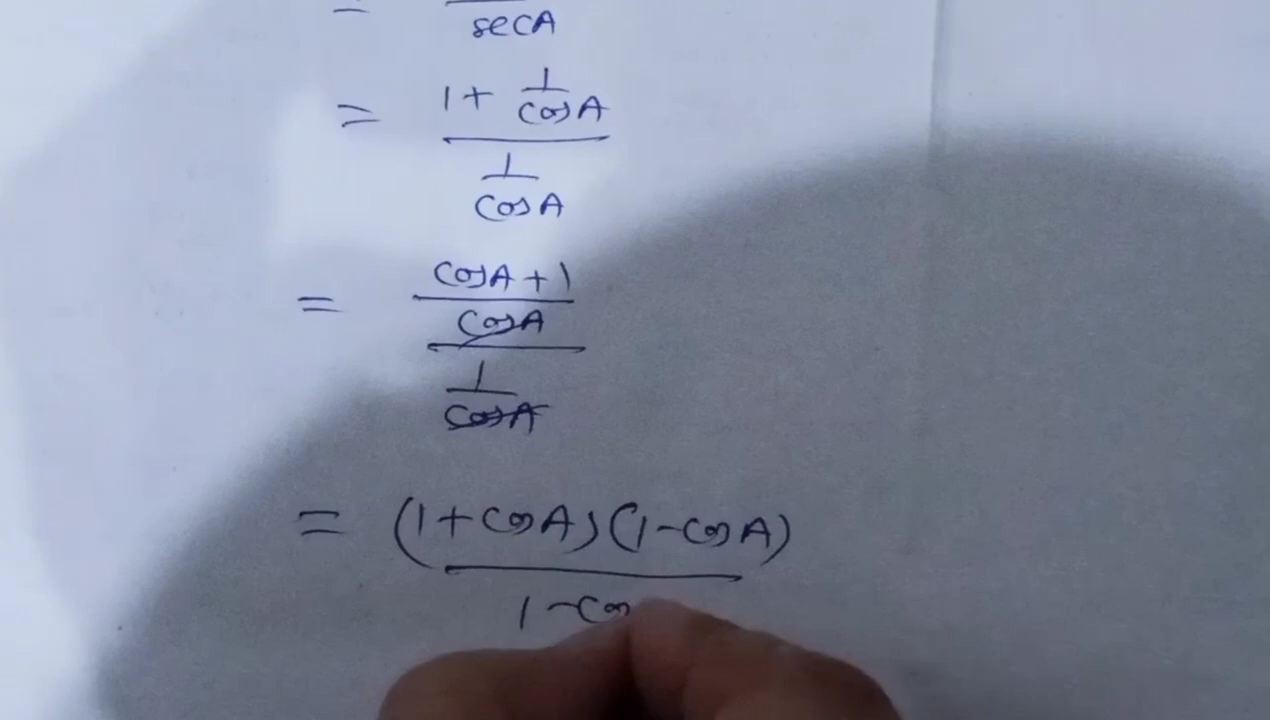 =
secA
= 1 + 1
cosA
1
cosA
= cosA + 1
cosA
1
cosA
= (1+cosA)(1-cosA)
1-cos